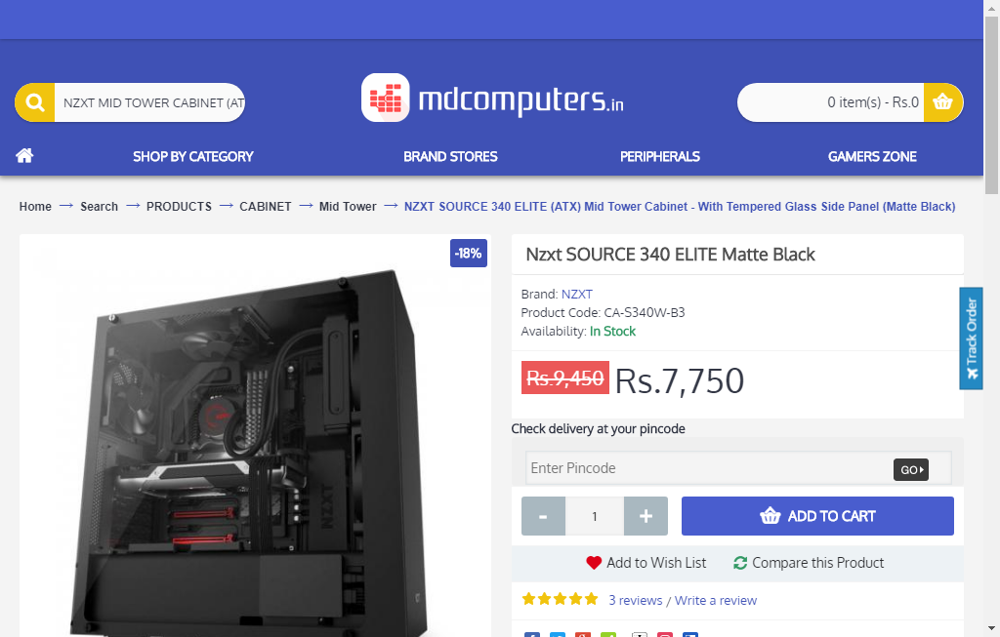 NZXT MID TOWER CABINET (AT
mdcomputers.in
0 item(s) - Rs.0
SHOP BY CATEGORY
BRAND STORES
PERIPHERALS
GAMERS ZONE
Home → Search → PRODUCTS → CABINET → Mid Tower → NZXT SOURCE 340 ELITE (ATX) Mid Tower Cabinet - With Tempered Glass Side Panel (Matte Black)
-18%
NZXT
Nzxt SOURCE 340 ELITE Matte Black
Brand: NZXT
Product Code: CA-S340W-B3
Availability: In Stock
Rs.9,450 Rs.7,750
Track Order
Check delivery at your pincode
Enter Pincode
GO
- 1 +
ADD TO CART
Add to Wish List
Compare this Product
3 reviews / Write a review